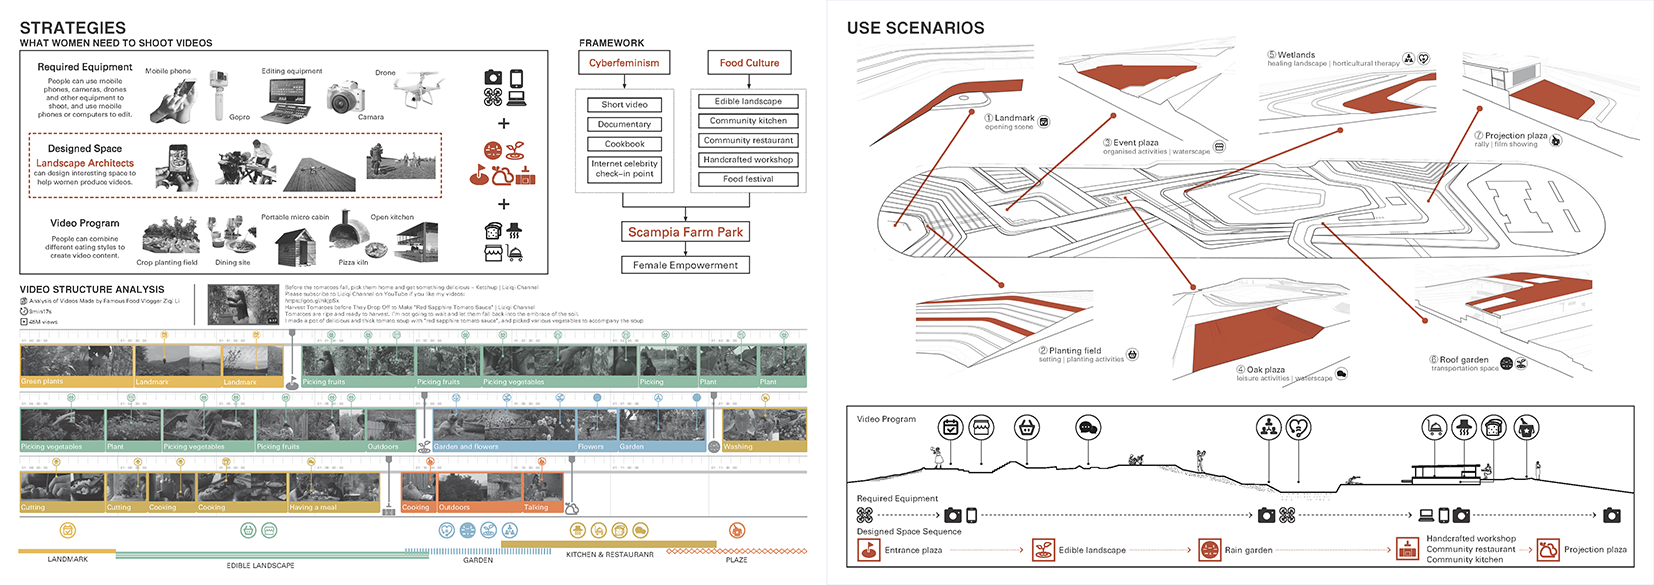 STRATEGIES
WHAT WOMEN NEED TO SHOOT VIDEOS
Required Equipment
People can use mobile
phones, cameras, drones
and other equipment to
shoot, and use mobile
phones or computers to edit.
Mobile phone
Gopro
Editing equipment
Camera
Drone
Designed Space
Landscape Architects
can design interesting space to
help women produce videos.
Video Program
People can combine
different eating styles to
create video content.
Crop planting field
Dining site
Portable micro cabin
Pizza kiln
Open kitchen
+
+
FRAMEWORK
Cyberfeminism
Food Culture
Short video
Documentary
Cookbook
Internet celebrity
check-in point
Edible landscape
Community kitchen
Community restaurant
Handcrafted workshop
Food festival
Scampia Farm Park
Female Empowerment
VIDEO STRUCTURE ANALYSIS
Analysis of Videos Made by Famous Food Vlogger Ziqi Li
9min17s
48M views
Before the tomatoes fall, pick them home and get something delicious – Ketchup | Liziqi Channel
Please subscribe to Liziqi Channel on YouTube if you like my videos:
Harvest Tomatoes before They Drop Off to Make "Red Sapphire Tomato Sauce" | Liziqi Channel
Tomatoes are ripe and ready to harvest. I'm not going to wait and let them fall back into the embrace of the soil.
I made a pot of delicious and thick tomato soup with "red sapphire tomato sauce", and picked various vegetables to accompany the soup
Green plants
Landmark
Landmark
Picking fruits
Picking fruits
Picking vegetables
Picking
Plant
Plant
Picking vegetables
Plant
Picking vegetables
Picking fruits
Outdoors
Garden and flowers
Flowers
Garden
Washing
Cutting
Cutting
Cooking
Cooking
Having a meal
Cooking
Outdoors
Talking
LANDMARK
EDIBLE LANDSCAPE
GARDEN
KITCHEN & RESTAURANR
PLAZE
USE SCENARIOS
① Landmark
opening scene
③ Event plaza
organised activities | waterscape
⑤ Wetlands
healing landscape | horticultural therapy
⑦ Projection plaza
rally | film showing
② Planting field
setting | planting activities
④ Oak plaza
leisure activities | waterscape
⑥ Roof garden
transportation space
Video Program
Required Equipment
Designed Space Sequence
Entrance plaza
Edible landscape
Rain garden
Handcrafted workshop
Community restaurant
Community kitchen
Projection plaza